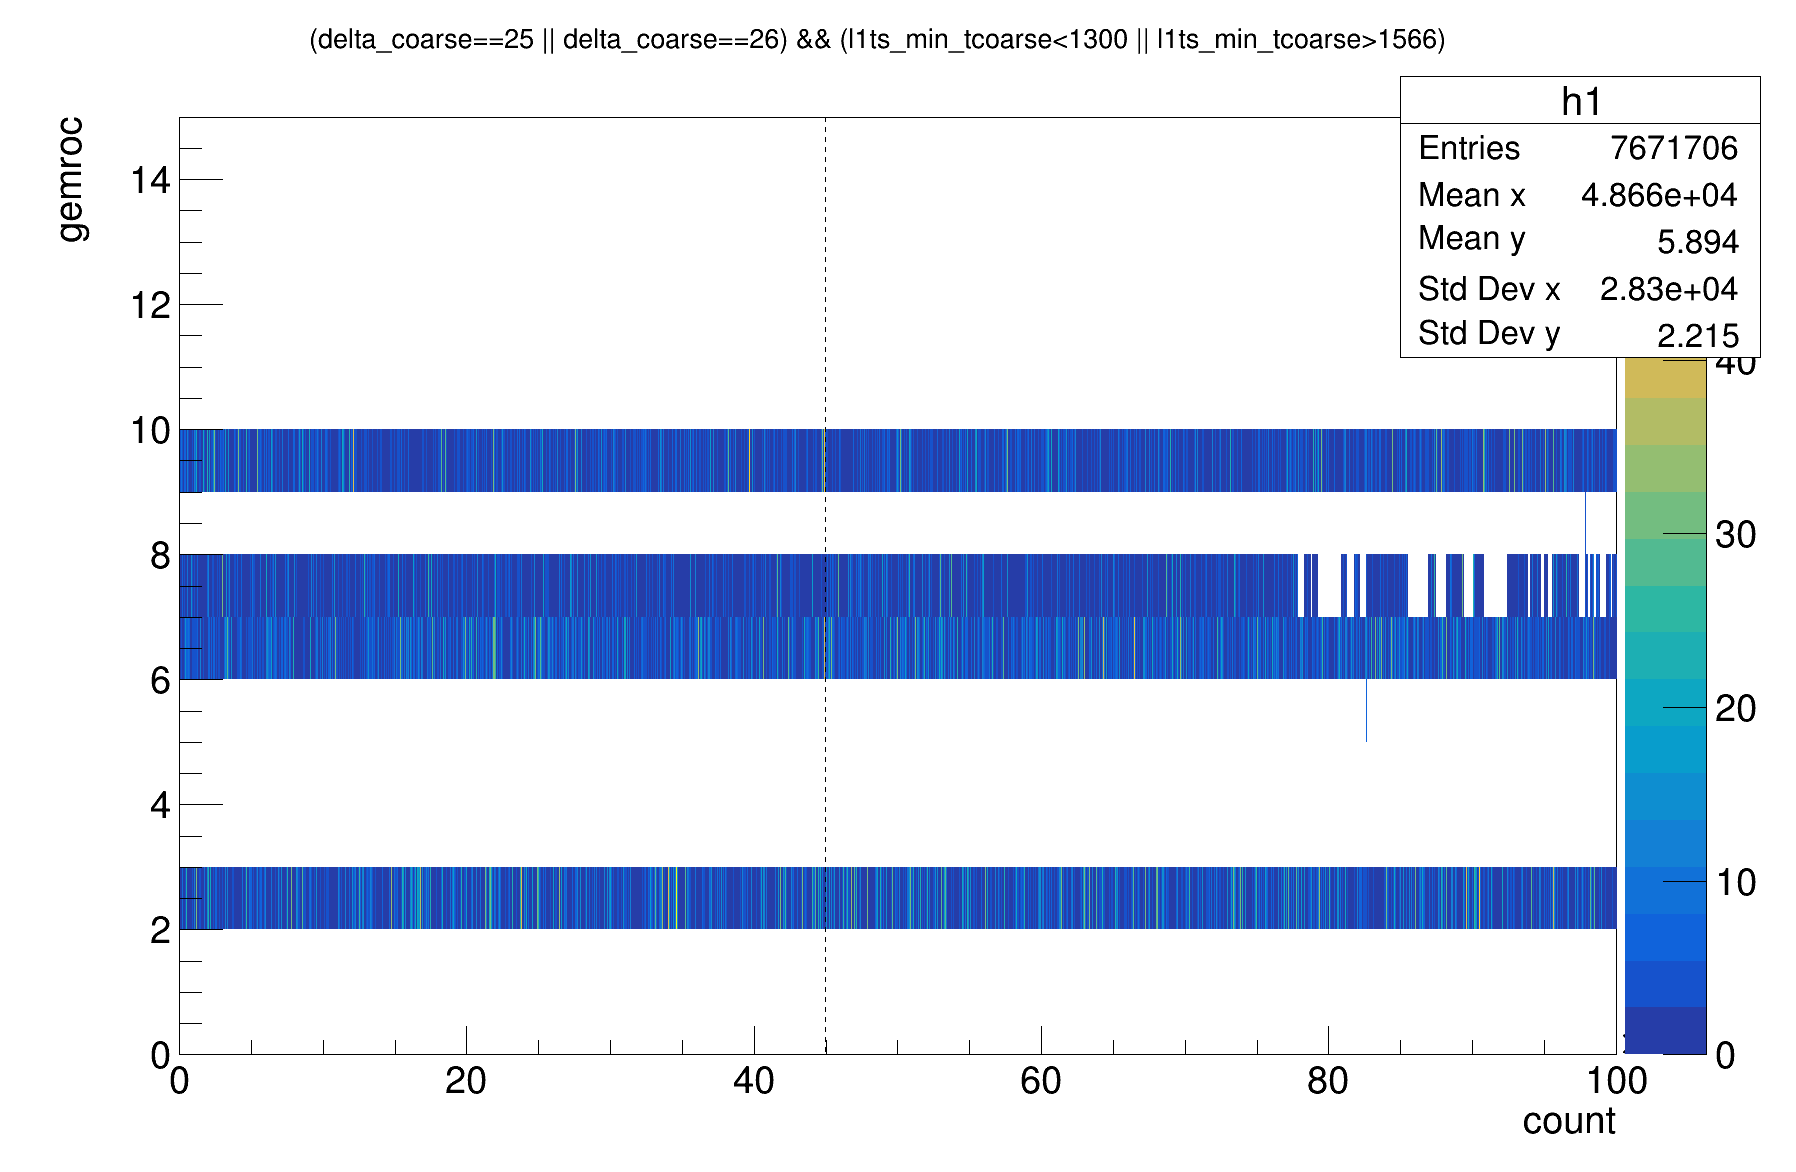 (delta_coarse==25 || delta_coarse==26) && (l1ts_min_tcoarse<1300 || l1ts_min_tcoarse>1566)
h1
Entries 7671706
Mean x 4.866e+04
Mean y 5.894
Std Dev x 2.83e+04
Std Dev y 2.215
gemroc
14
12
10
8
6
4
2
0
0 20 40 60 80 100
count
40
30
20
10
0